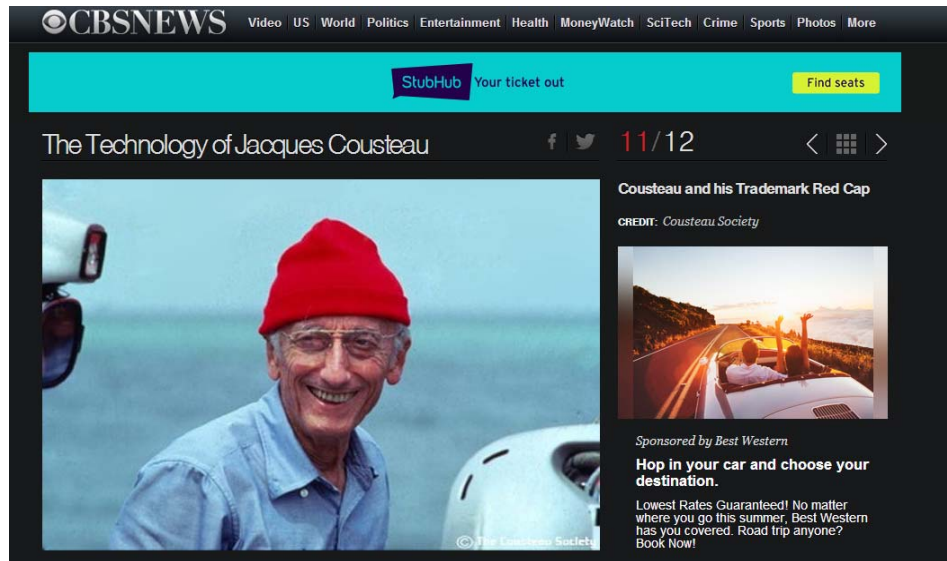 CBSNEWS
Video US World Politics Entertainment Health MoneyWatch SciTech Crime Sports Photos More
StubHub Your ticket out
Find seats
The Technology of Jacques Cousteau
11/12
Cousteau and his Trademark Red Cap
CREDIT: Cousteau Society
© The Cousteau Society
Sponsored by Best Western
Hop in your car and choose your
destination.
Lowest Rates Guaranteed! No matter
where you go this summer, Best Western
has you covered. Road trip anyone?
Book Now!